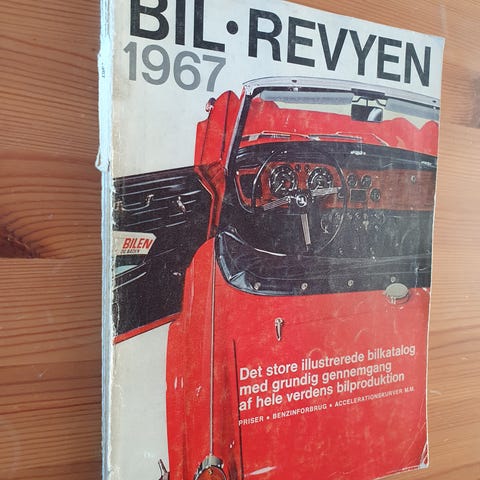 BIL·REVYEN
1967
BILEN
Det store illustrerede bilkatalog
med grundig gennemgang
af hele verdens bilproduktion
PRISER • BENZINFORBRUG • ACCELERATIONSKURVER M.M.